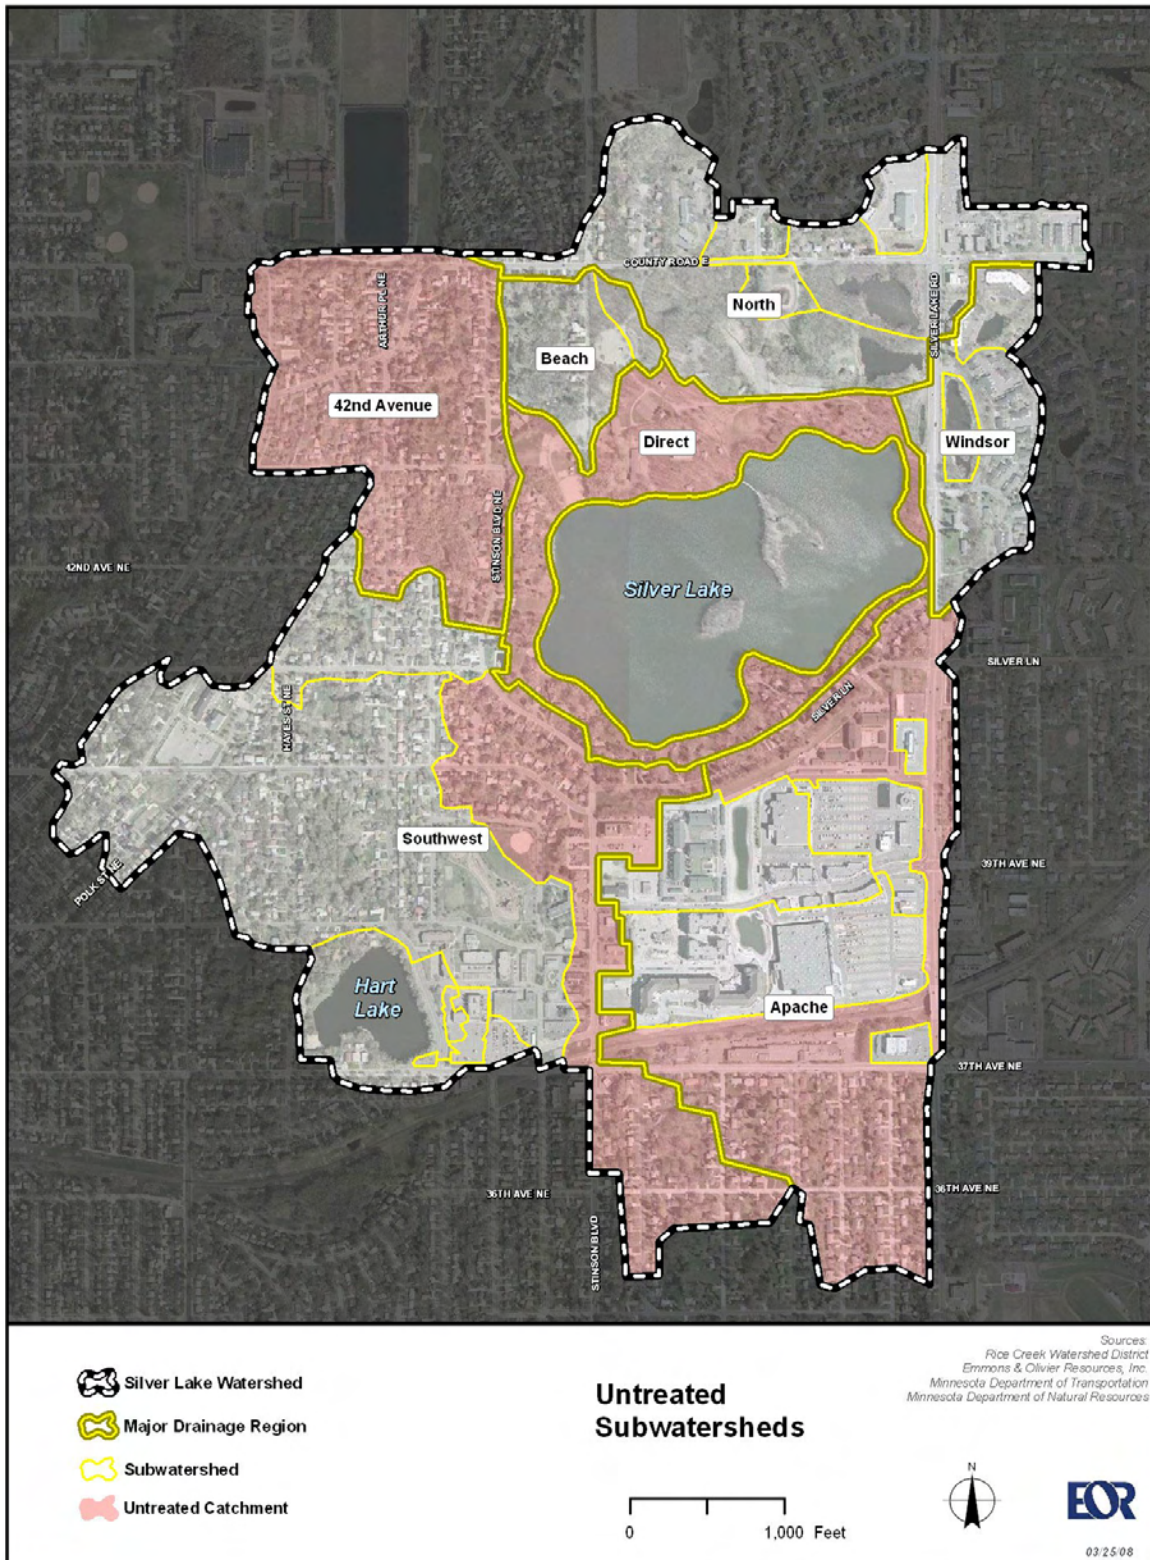 COUNTY ROAD E
North
SILVER LAKE RD
ARTHUR PL NE
Beach
42nd Avenue
Direct
Windsor
STINSON BLVD NE
42ND AVE NE
Silver Lake
SILVER LN
SILVER LN
HAYES ST NE
Southwest
POLK ST NE
39TH AVE NE
Hart
Lake
Apache
37TH AVE NE
36TH AVE NE
36TH AVE NE
STINSON BLVD
Silver Lake Watershed
Major Drainage Region
Subwatershed
Untreated Catchment
Untreated
Subwatersheds
0 1,000 Feet
Sources:
Rice Creek Watershed District
Emmons & Olivier Resources, Inc.
Minnesota Department of Transportation
Minnesota Department of Natural Resources
N
EOR
03/25/08